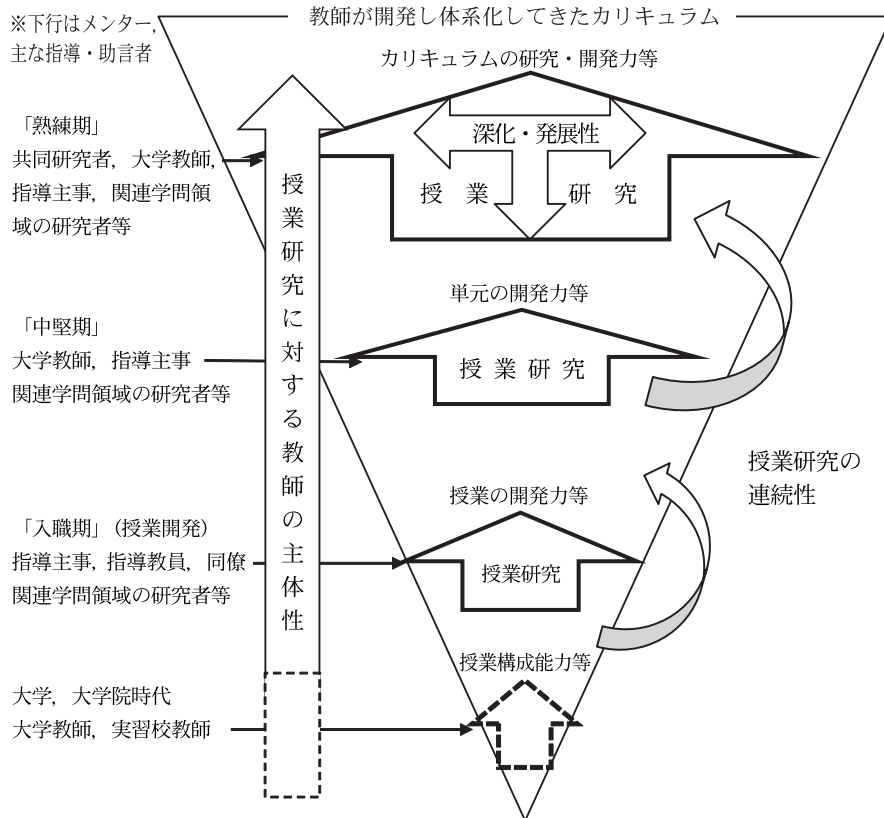 教師が開発し体系化してきたカリキュラム
※下行はメンター,
主な指導・助言者
カリキュラムの研究・開発力等
深化・発展性
授業研究
「熟練期」
共同研究者，大学教師,
指導主事，関連学問領
域の研究者等
授業研究に対する教師の主体性
単元の開発力等
授業研究
「中堅期」
大学教師，指導主事
関連学問領域の研究者等
授業研究の
連続性
授業の開発力等
授業研究
「入職期」（授業開発）
指導主事，指導教員，同僚
関連学問領域の研究者等
授業構成能力等
大学，大学院時代
大学教師，実習校教師